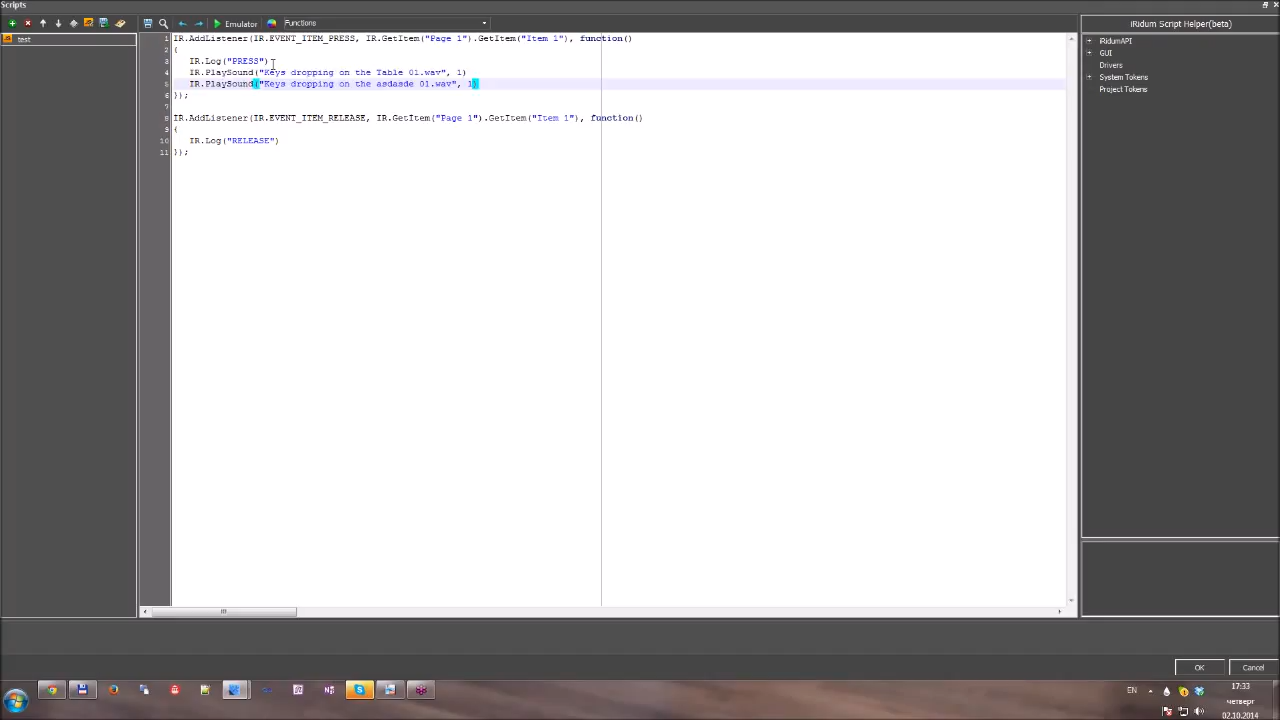 Scripts
Emulator
Functions
test
1 IR.AddListener(IR.EVENT_ITEM_PRESS, IR.GetItem("Page 1").GetItem("Item 1"), function()
2 {
3 IR.Log("PRESS")
4 IR.PlaySound("Keys dropping on the Table 01.wav", 1)
5 IR.PlaySound("Keys dropping on the asdasde 01.wav", 1)
6 });
7
8 IR.AddListener(IR.EVENT_ITEM_RELEASE, IR.GetItem("Page 1").GetItem("Item 1"), function()
9 {
10 IR.Log("RELEASE")
11 });
iRidum Script Helper(beta)
iRidumAPI
GUI
Drivers
System Tokens
Project Tokens
OK
Cancel
EN
17:33
четверг
02.10.2014